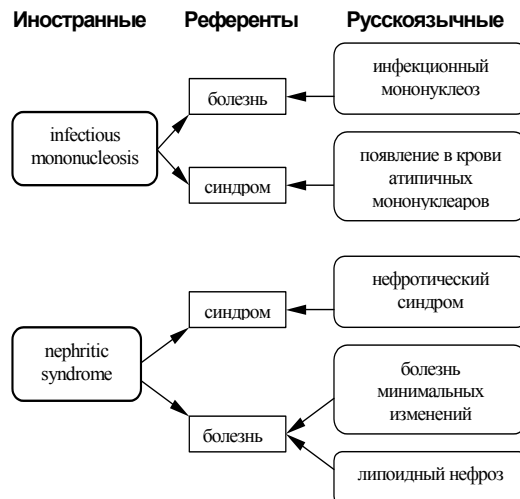 Иностранные Референты Русскоязычные
болезнь
инфекционный
мононуклеоз
infectious
mononucleosis
синдром
появление в крови
атипичных
мононуклеаров
синдром
нефротический
синдром
nephritic
syndrome
болезнь
минимальных
изменений
болезнь
липоидный нефроз